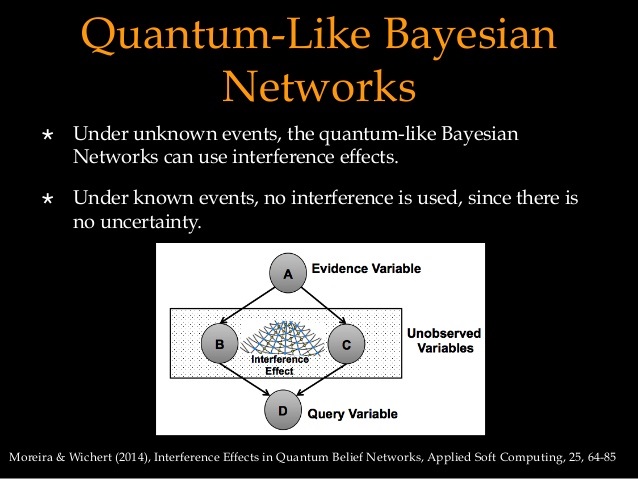 Quantum-Like Bayesian
Networks
* Under unknown events, the quantum-like Bayesian
Networks can use interference effects.
* Under known events, no interference is used, since there is
no uncertainty.
A Evidence Variable
B Interference Effect C
Unobserved
Variables
D Query Variable
Moreira & Wichert (2014), Interference Effects in Quantum Belief Networks, Applied Soft Computing, 25, 64-85